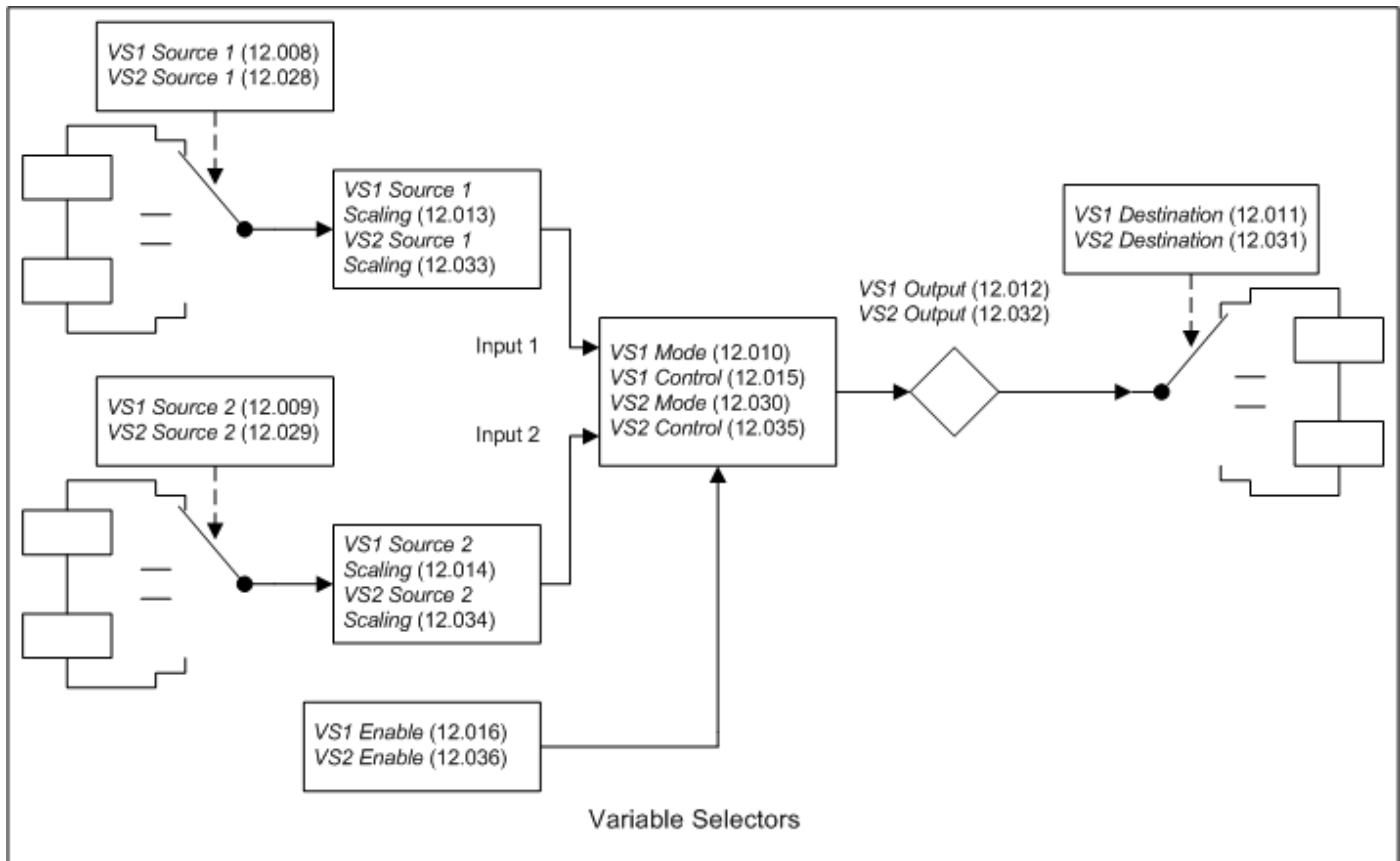 VS1 Source 1 (12.008)
VS2 Source 1 (12.028)
VS1 Source 1
Scaling (12.013)
VS2 Source 1
Scaling (12.033)
VS1 Destination (12.011)
VS2 Destination (12.031)
VS1 Output (12.012)
VS2 Output (12.032)
Input 1
VS1 Mode (12.010)
VS1 Control (12.015)
VS2 Mode (12.030)
VS2 Control (12.035)
VS1 Source 2 (12.009)
VS2 Source 2 (12.029)
Input 2
VS1 Source 2
Scaling (12.014)
VS2 Source 2
Scaling (12.034)
VS1 Enable (12.016)
VS2 Enable (12.036)
Variable Selectors